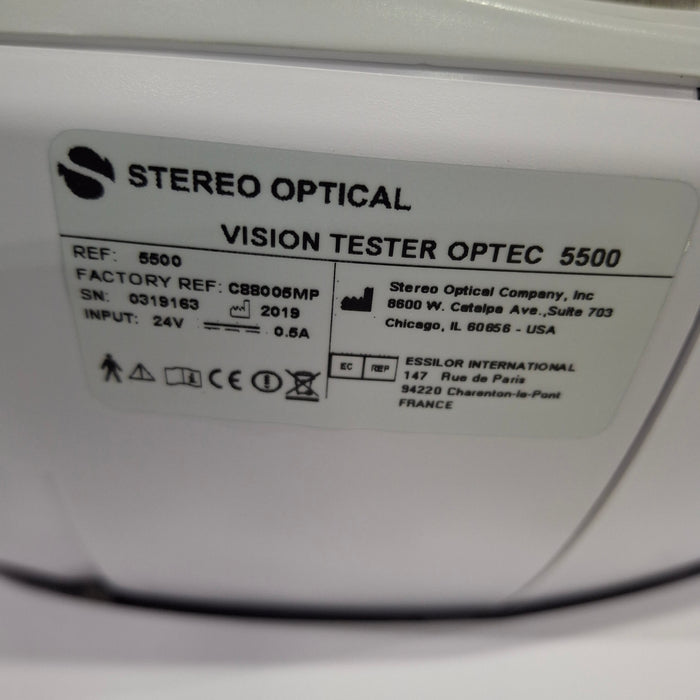 STEREO OPTICAL
VISION TESTER OPTEC 5500
REF: 5500
FACTORY REF: C88005MP
SN: 0319163 2019
INPUT: 24V 0.5A
CE
Stereo Optical Company, Inc
8600 W. Catalpa Ave.,Suite 703
Chicago, IL 60656 - USA
EC REP
ESSILOR INTERNATIONAL
147 Rue de Paris
94220 Charenton-le-Pont
FRANCE